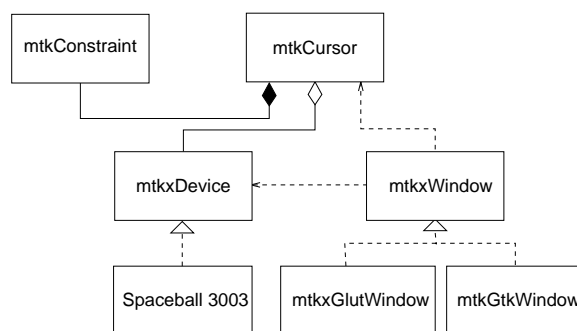 mtkConstraint
mtkCursor
mtkxDevice
mtkxWindow
Spaceball 3003
mtkxGlutWindow
mtkGtkWindow